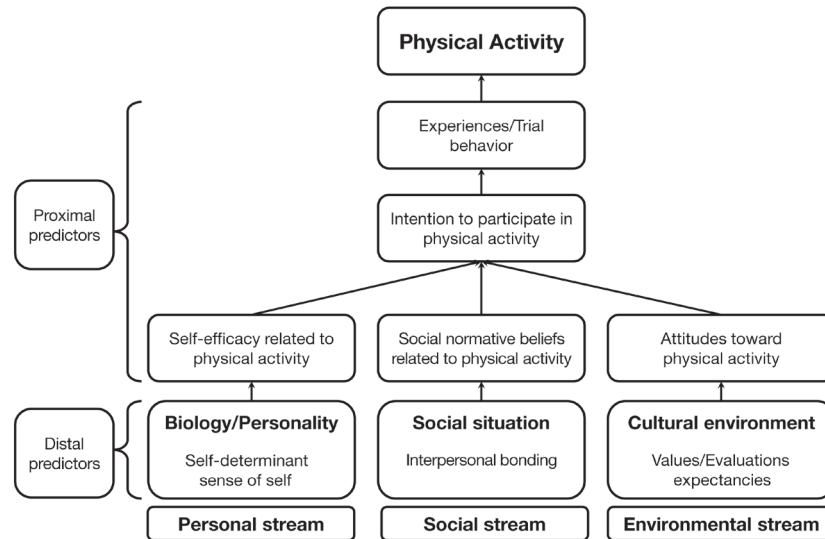 Physical Activity
Experiences/Trial
behavior
Proximal
predictors
Intention to participate in
physical activity
Self-efficacy related to
physical activity
Social normative beliefs
related to physical activity
Attitudes toward
physical activity
Distal
predictors
Biology/Personality
Self-determinant
sense of self
Social situation
Interpersonal bonding
Cultural environment
Values/Evaluations
expectancies
Personal stream
Social stream
Environmental stream